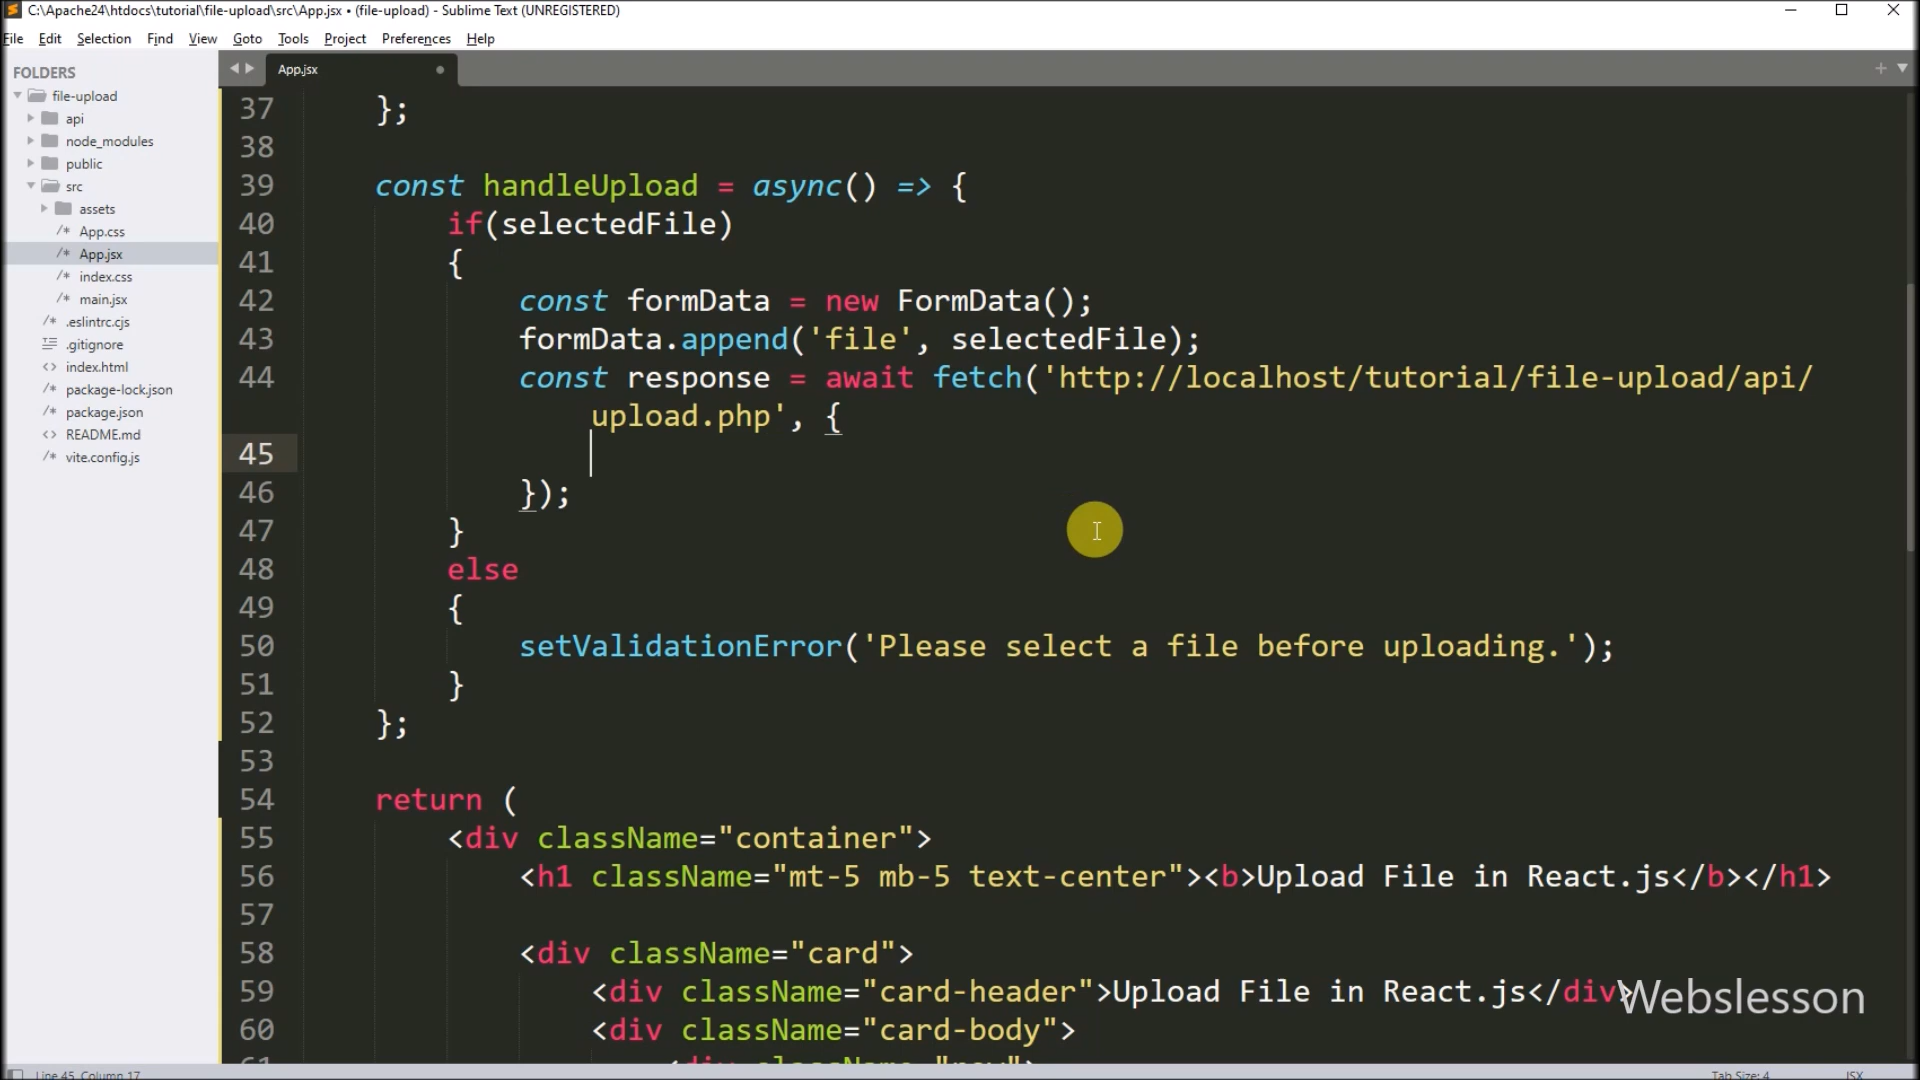 C:\Apache24\htdocs\tutorial\file-upload\src\App.jsx • (file-upload) - Sublime Text (UNREGISTERED)
File Edit Selection Find View Goto Tools Project Preferences Help
FOLDERS
file-upload
api
node_modules
public
src
assets
/* App.css
/* App.jsx
/* index.css
/* main.jsx
/* .eslintrc.cjs
.gitignore
<> index.html
/* package-lock.json
/* package.json
<> README.md
/* vite.config.js
App.jsx
37 };
38
39 const handleUpload = async() => {
40 if(selectedFile)
41 {
42 const formData = new FormData();
43 formData.append('file', selectedFile);
44 const response = await fetch('http://localhost/tutorial/file-upload/api/
upload.php', {
45
46 });
47 }
48 else
49 {
50 setValidationError('Please select a file before uploading.');
51 }
52 };
53
54 return (
55 <div className="container">
56 <h1 className="mt-5 mb-5 text-center"><b>Upload File in React.js</b></h1>
57
58 <div className="card">
59 <div className="card-header">Upload File in React.js</div>
60 <div className="card-body">
61 <div className="row">
Webslesson
Line 45, Column 17
Tab Size: 4
JSX